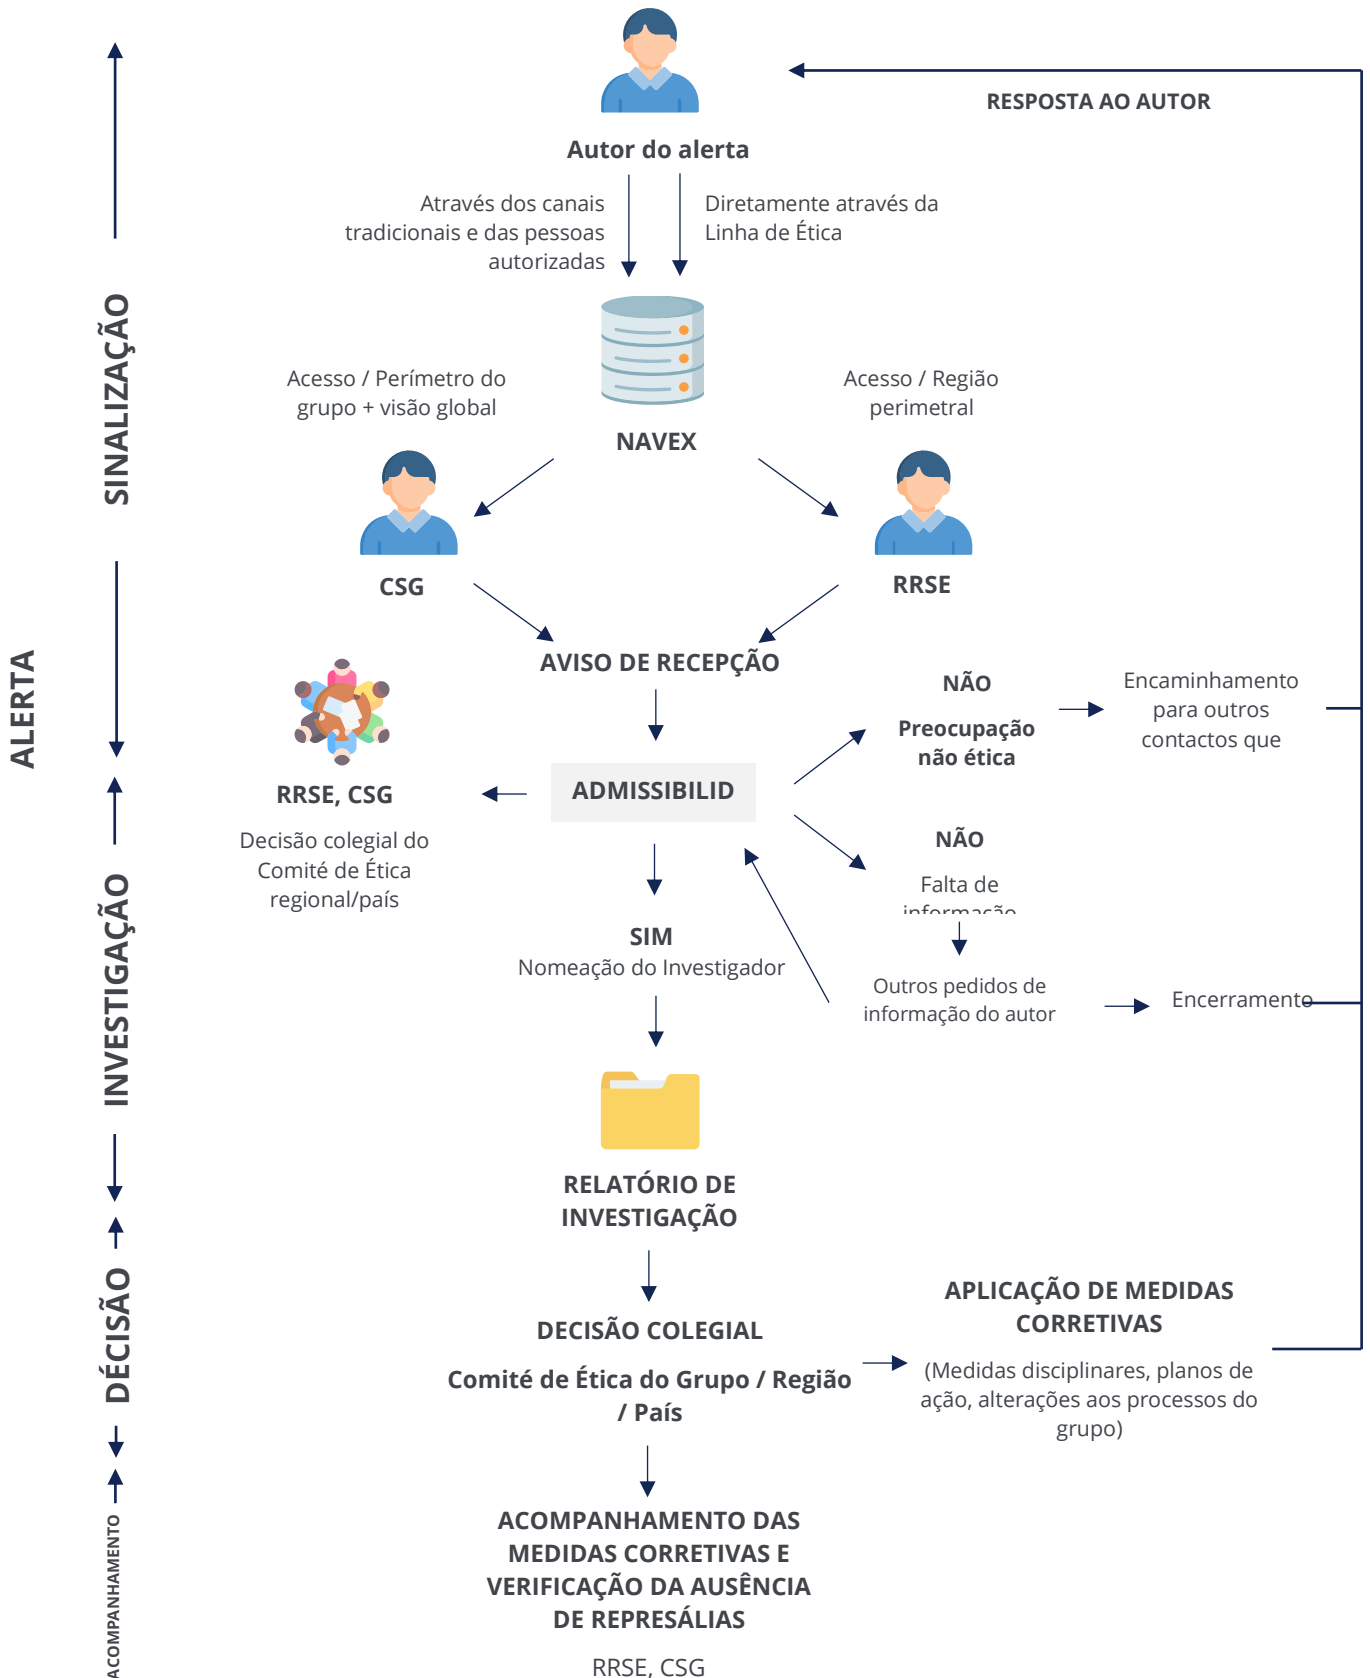 RESPOSTA AO AUTOR
Autor do alerta
Através dos canais
tradicionais e das pessoas
autorizadas
Diretamente através da
Linha de Ética
SINALIZAÇÃO
Acesso / Perímetro do
grupo + visão global
Acesso / Região
perimetral
NAVEX
CSG
RRSE
ALERTA
AVISO DE RECEPÇÃO
NÃO
Preocupação
não ética
Encaminhamento
para outros
contactos que
RRSE, CSG
Decisão colegial do
Comité de Ética
regional/país
ADMISSIBILID
NÃO
Falta de
informação
INVESTIGAÇÃO
SIM
Nomeação do Investigador
Outros pedidos de
informação do autor
Encerramento
RELATÓRIO DE
INVESTIGAÇÃO
DÉCISÃO
DECISÃO COLEGIAL
Comité de Ética do Grupo / Região
/ País
APLICAÇÃO DE MEDIDAS
CORRETIVAS
(Medidas disciplinares, planos de
ação, alterações aos processos do
grupo)
ACOMPANHAMENTO
ACOMPANHAMENTO DAS
MEDIDAS CORRETIVAS E
VERIFICAÇÃO DA AUSÊNCIA
DE REPRESÁLIAS
RRSE, CSG